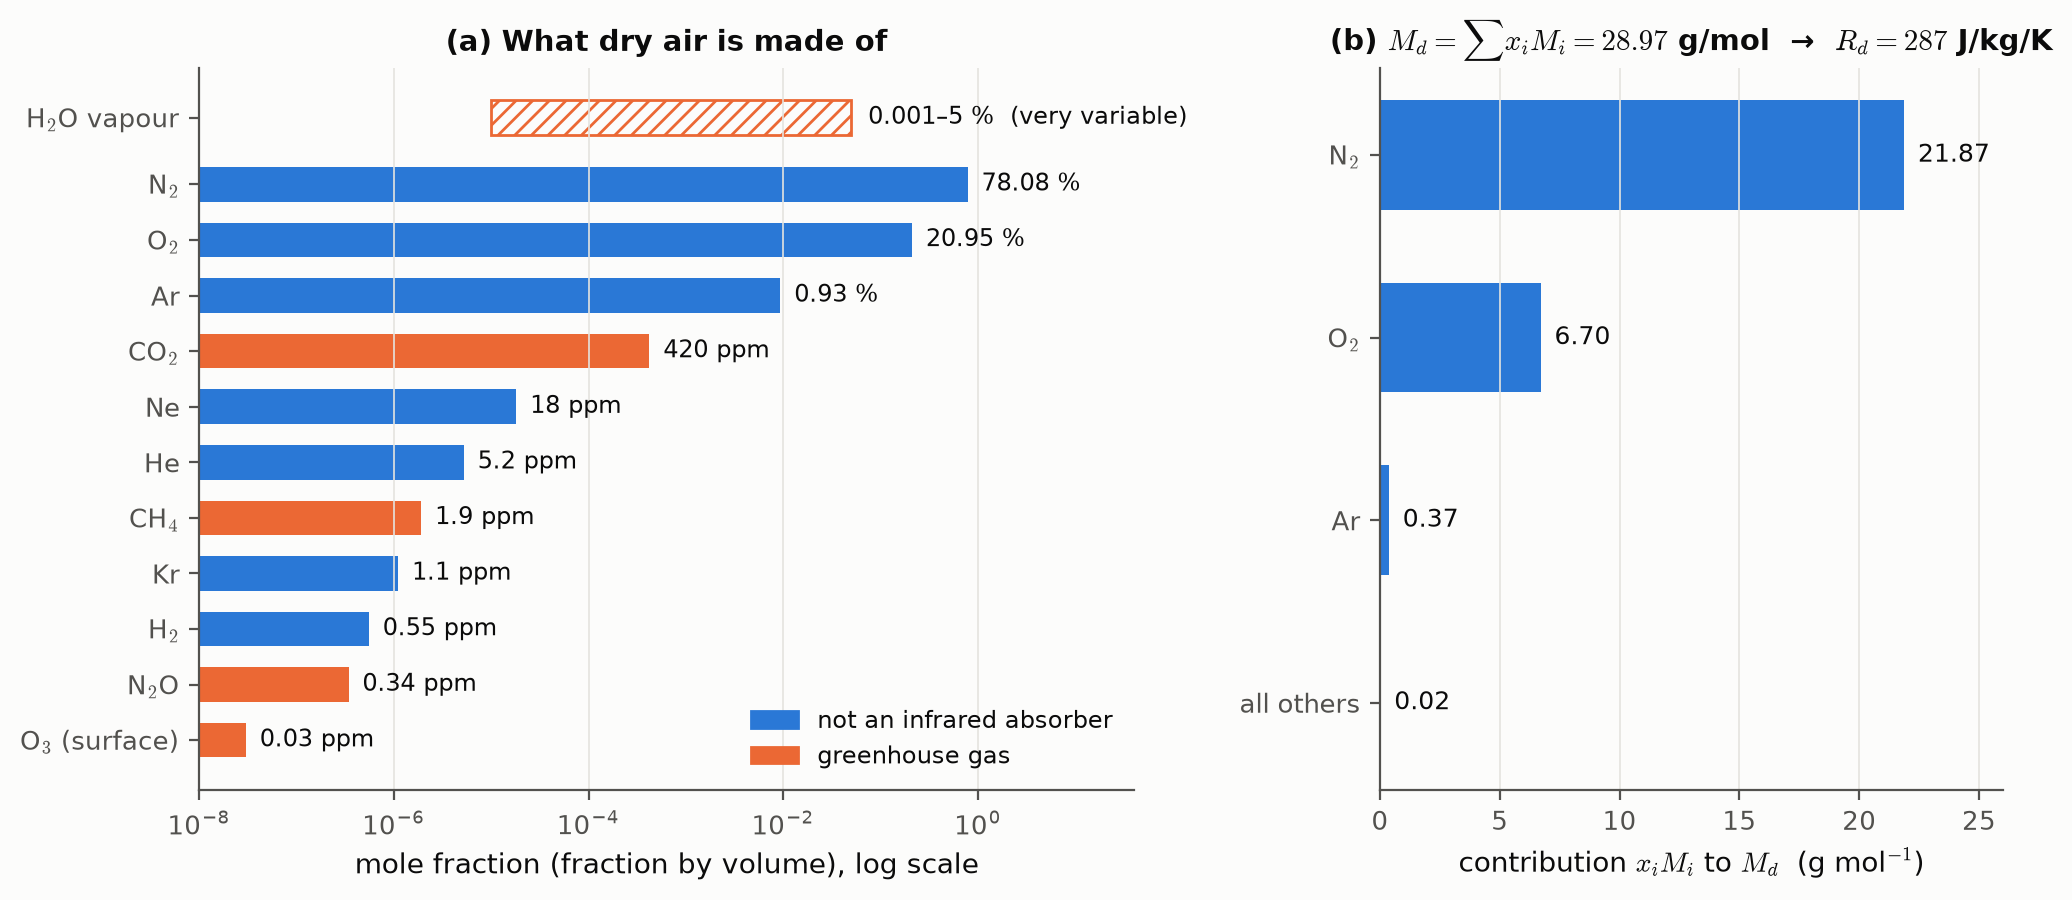 (a) What dry air is made of
H₂O vapour
0.001–5 % (very variable)
N₂
78.08 %
O₂
20.95 %
Ar
0.93 %
CO₂
420 ppm
Ne
18 ppm
He
5.2 ppm
CH₄
1.9 ppm
Kr
1.1 ppm
H₂
0.55 ppm
N₂O
0.34 ppm
O₃ (surface)
0.03 ppm
not an infrared absorber
greenhouse gas
10⁻⁸ 10⁻⁶ 10⁻⁴ 10⁻² 10⁰
mole fraction (fraction by volume), log scale
(b) M_d = ∑x_iM_i = 28.97 g/mol → R_d = 287 J/kg/K
N₂
21.87
O₂
6.70
Ar
0.37
all others
0.02
0 5 10 15 20 25
contribution x_iM_i to M_d (g mol⁻¹)